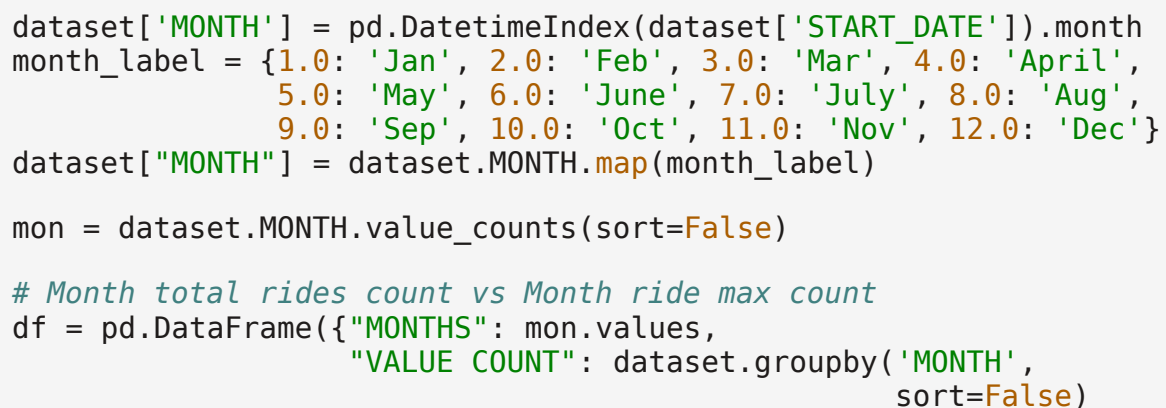 dataset['MONTH'] = pd.DatetimeIndex(dataset['START_DATE']).month
month_label = {1.0: 'Jan', 2.0: 'Feb', 3.0: 'Mar', 4.0: 'April',
               5.0: 'May', 6.0: 'June', 7.0: 'July', 8.0: 'Aug',
               9.0: 'Sep', 10.0: 'Oct', 11.0: 'Nov', 12.0: 'Dec'}
dataset["MONTH"] = dataset.MONTH.map(month_label)

mon = dataset.MONTH.value_counts(sort=False)

# Month total rides count vs Month ride max count
df = pd.DataFrame({"MONTHS": mon.values,
                   "VALUE COUNT": dataset.groupby('MONTH',
                                                  sort=False)